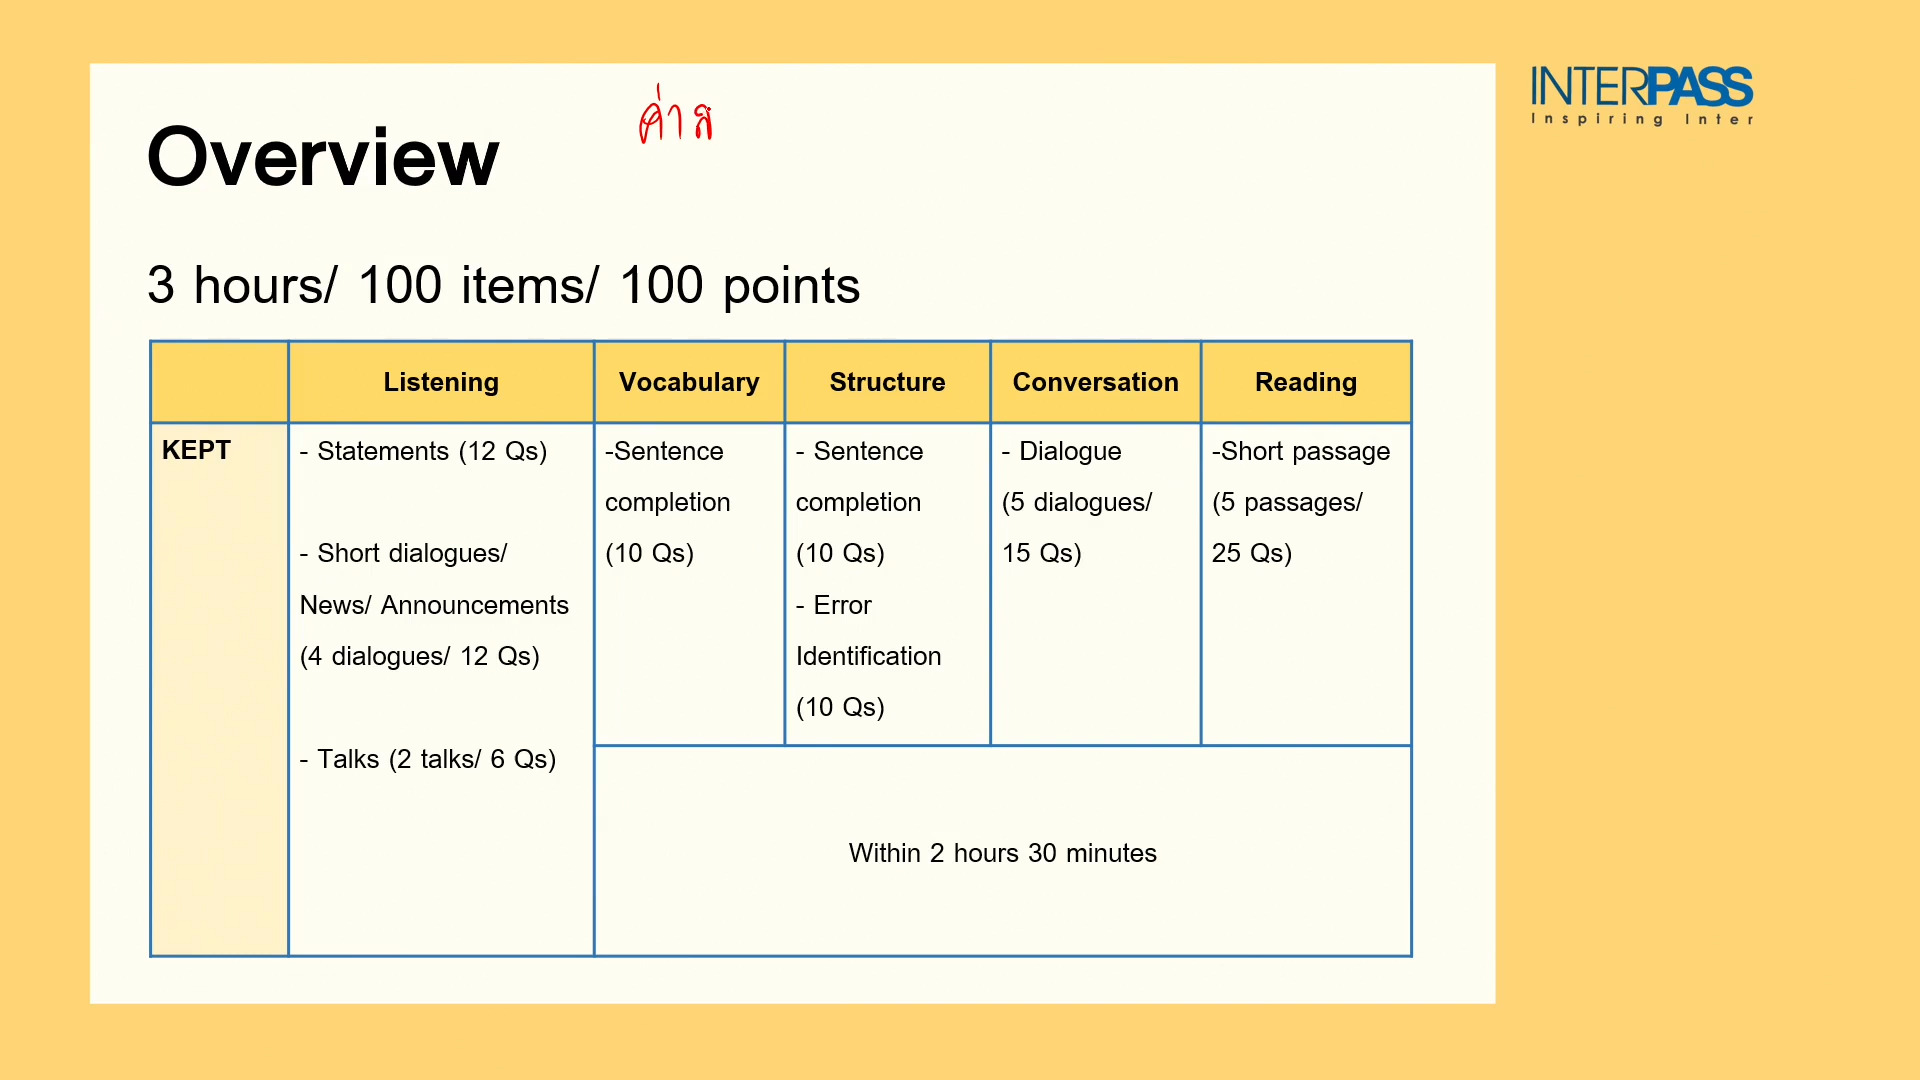 INTERPASS
Inspiring Inter
ค่าส
Overview
3 hours/ 100 items/ 100 points
Listening
Vocabulary
Structure
Conversation
Reading
KEPT
- Statements (12 Qs)
- Short dialogues/
News/ Announcements
(4 dialogues/ 12 Qs)
- Talks (2 talks/ 6 Qs)
-Sentence
completion
(10 Qs)
- Sentence
completion
(10 Qs)
- Error
Identification
(10 Qs)
- Dialogue
(5 dialogues/
15 Qs)
-Short passage
(5 passages/
25 Qs)
Within 2 hours 30 minutes